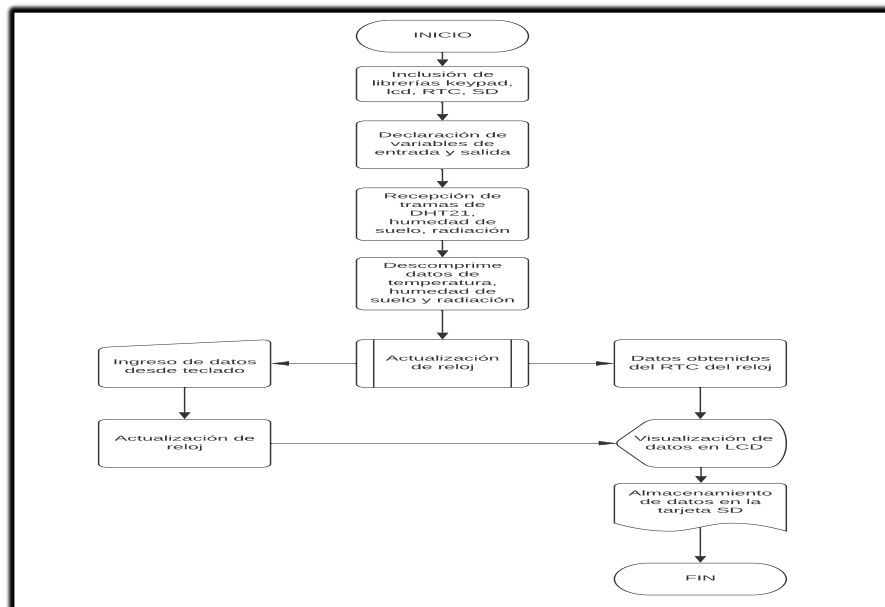 INICIO
Inclusión de
librerías keypad,
lcd, RTC, SD
Declaración de
variables de
entrada y salida
Recepción de
tramas de
DHT21,
humedad de
suelo, radiación
Descomprime
datos de
temperatura,
humedad de
suelo y radiación
Ingreso de datos
desde teclado
Actualización
de reloj
Datos obtenidos
del RTC del reloj
Actualización de
reloj
Visualización de
datos en LCD
Almacenamiento
de datos en la
tarjeta SD
FIN